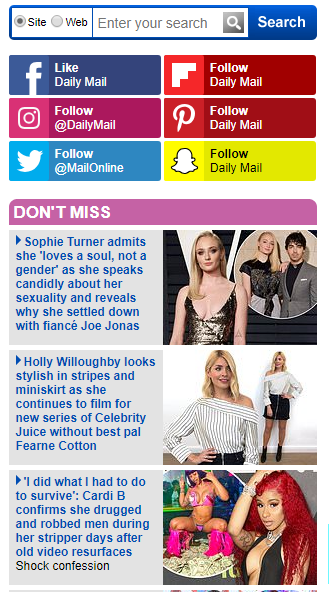 Site Web Enter your search Search
Like
Daily Mail
Follow
Daily Mail
Follow
@DailyMail
Follow
Daily Mail
Follow
@MailOnline
Follow
Daily Mail
DON'T MISS
Sophie Turner admits
she 'loves a soul, not a
gender' as she speaks
candidly about her
sexuality and reveals
why she settled down
with fiancé Joe Jonas
Holly Willoughby looks
stylish in stripes and
miniskirt as she
continues to film for
new series of Celebrity
Juice without best pal
Fearne Cotton
'I did what I had to do
to survive': Cardi B
confirms she drugged
and robbed men during
her stripper days after
old video resurfaces
Shock confession